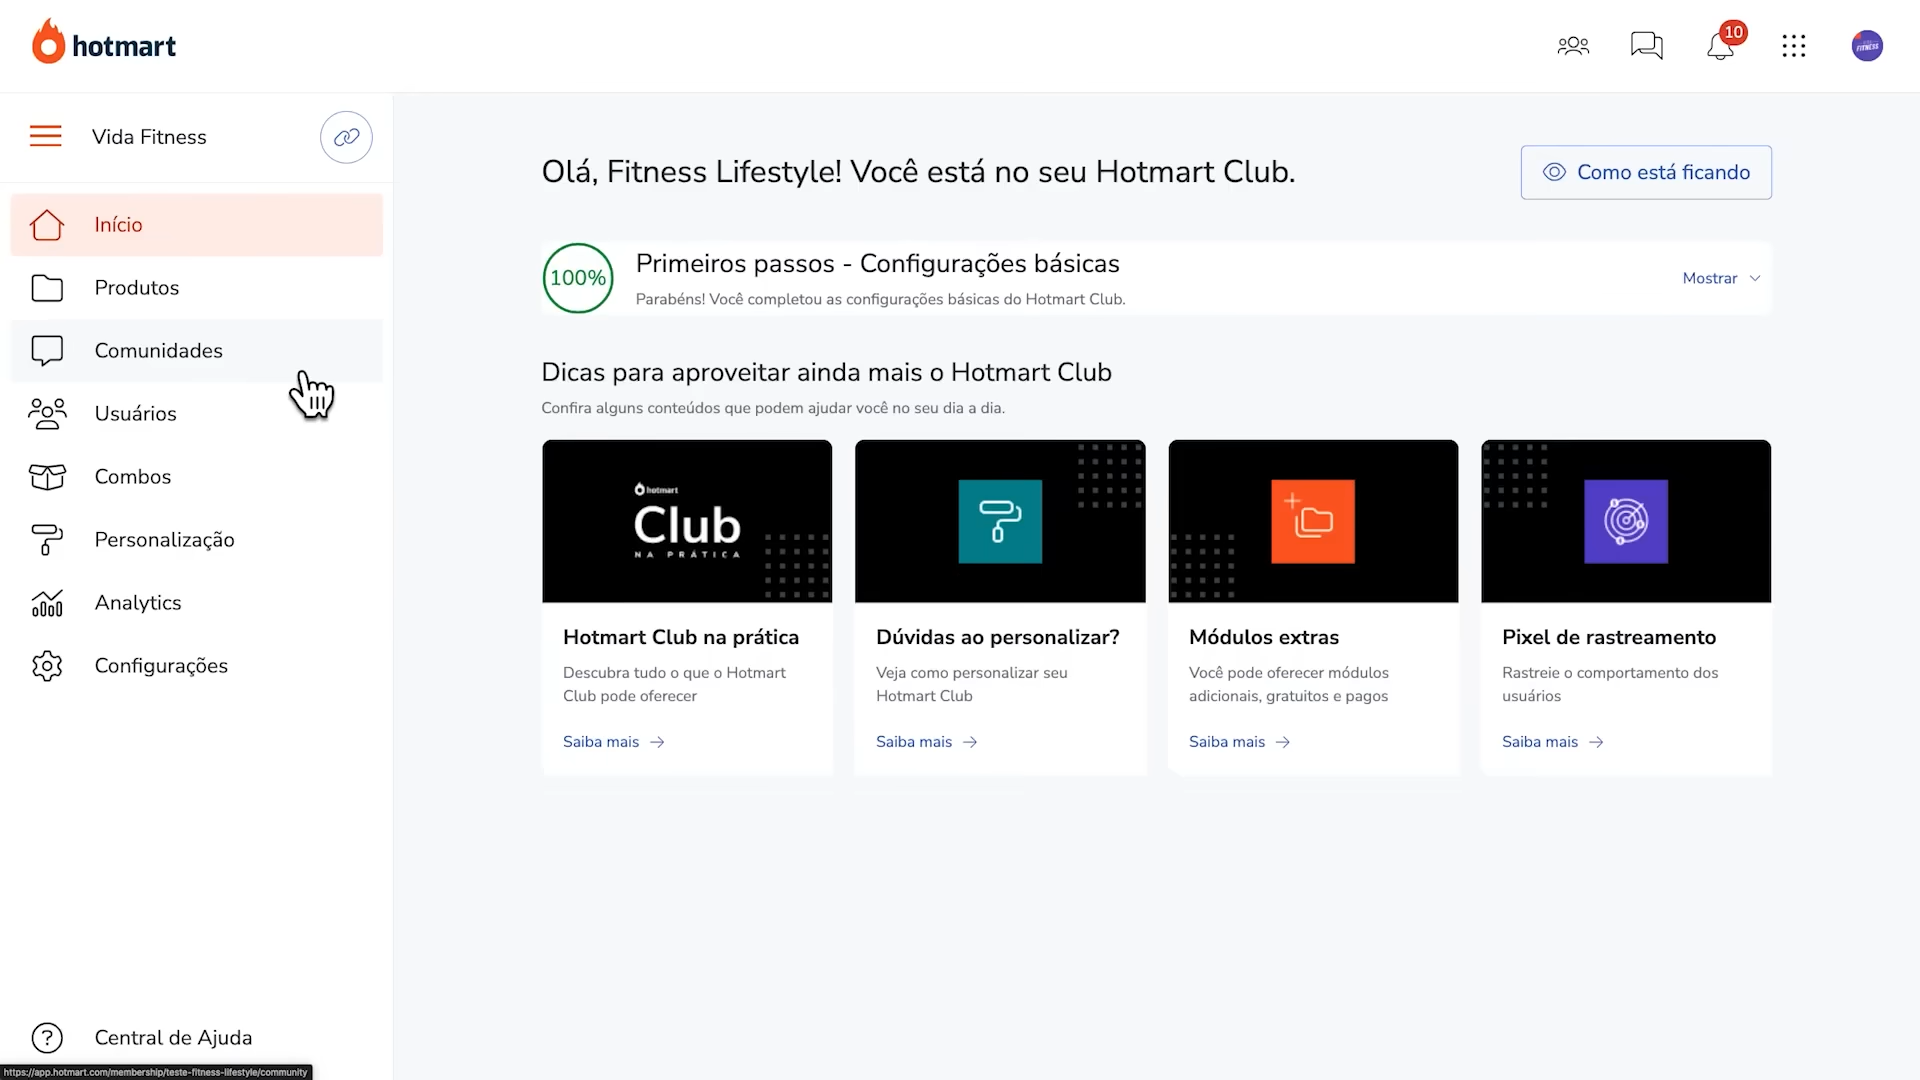 hotmart
10
FITNESS
Vida Fitness
Início
Produtos
Comunidades
Usuários
Combos
Personalização
Analytics
Configurações
Central de Ajuda
https://app.hotmart.com/membership/teste-fitness-lifestyle/community
Olá, Fitness Lifestyle! Você está no seu Hotmart Club.
Como está ficando
100%
Primeiros passos - Configurações básicas
Parabéns! Você completou as configurações básicas do Hotmart Club.
Mostrar
Dicas para aproveitar ainda mais o Hotmart Club
Confira alguns conteúdos que podem ajudar você no seu dia a dia.
hotmart
Club
NA PRÁTICA
Hotmart Club na prática
Descubra tudo o que o Hotmart
Club pode oferecer
Saiba mais
Dúvidas ao personalizar?
Veja como personalizar seu
Hotmart Club
Saiba mais
Módulos extras
Você pode oferecer módulos
adicionais, gratuitos e pagos
Saiba mais
Pixel de rastreamento
Rastreie o comportamento dos
usuários
Saiba mais